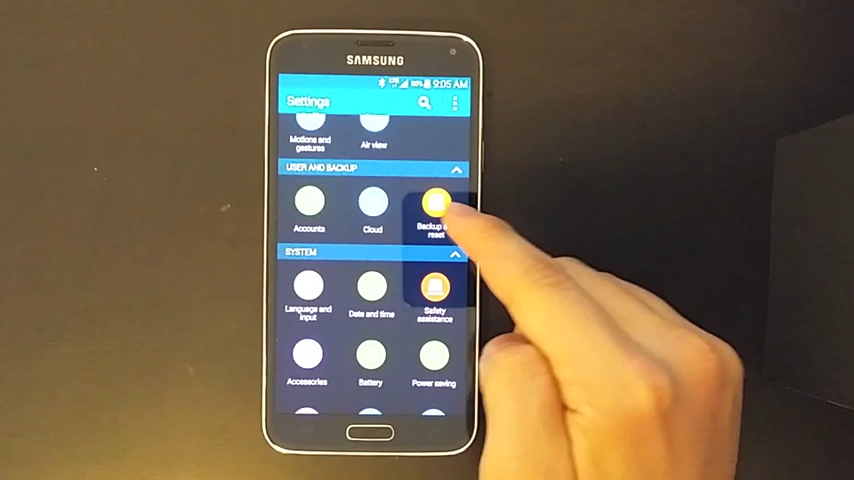 SAMSUNG
9:05 AM
Settings
Motions and
gestures
Air view
USER AND BACKUP
Accounts
Cloud
Backup
reset
SYSTEM
Language and
input
Date and time
Safety
assistance
Accessories
Battery
Power saving